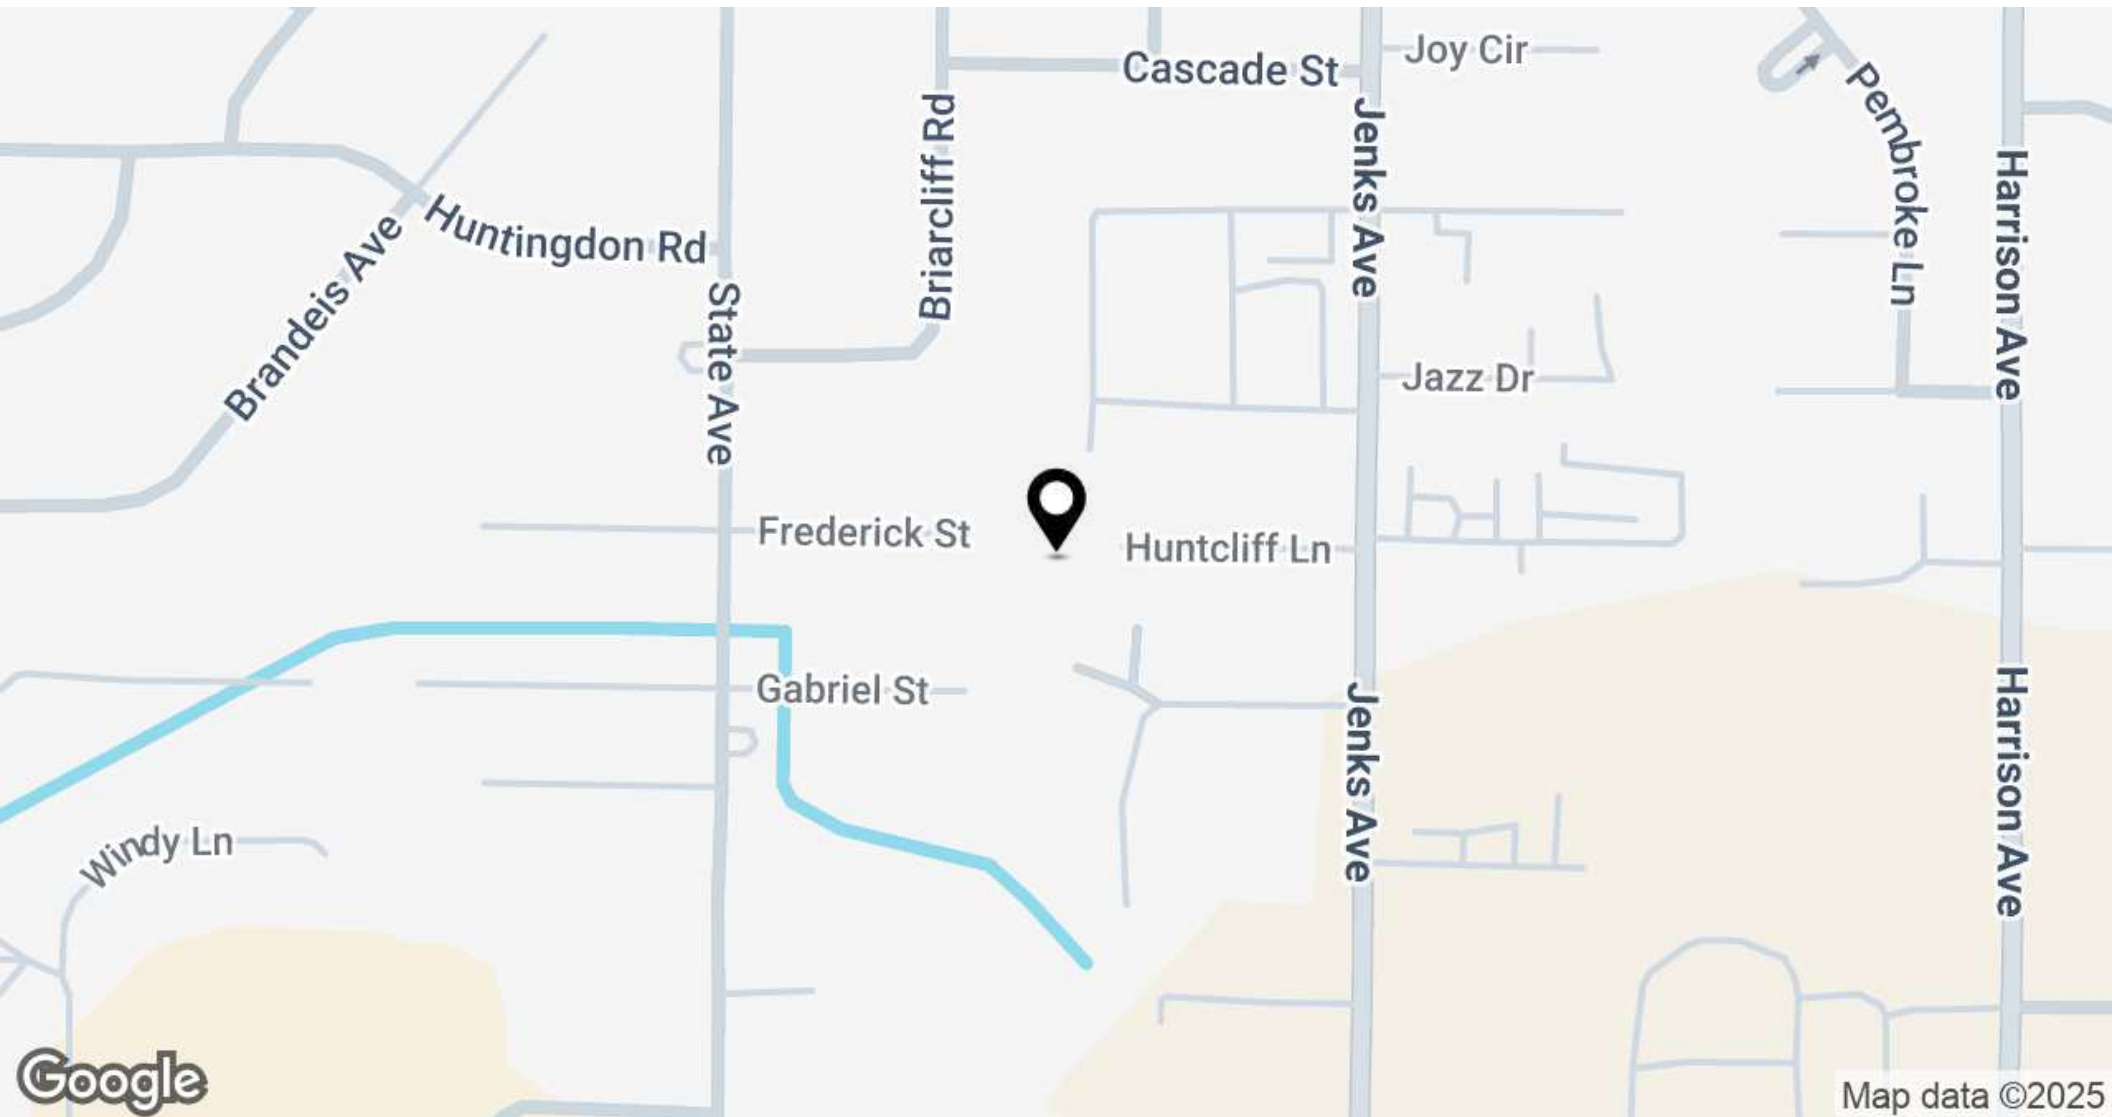 Joy Cir
Cascade St
Pembroke Ln
Briarcliff Rd
Jenks Ave
Harrison Ave
Huntingdon Rd
Brandeis Ave
State Ave
Jazz Dr
Frederick St
Huntcliff Ln
Gabriel St
Jenks Ave
Harrison Ave
Windy Ln
Google
Map data ©2025